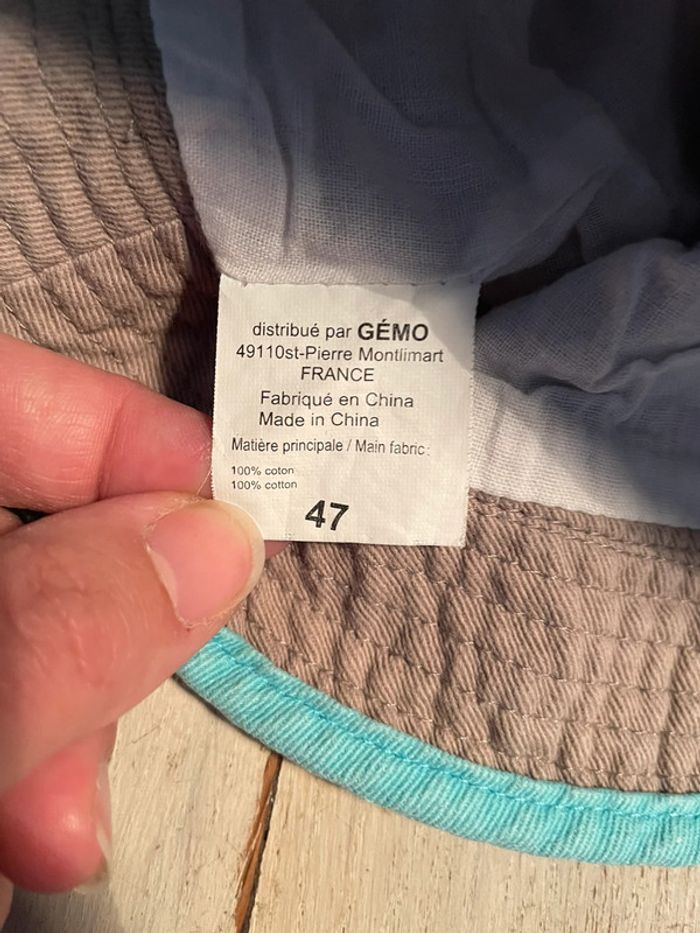 distribué par GÉMO
49110st-Pierre Montlimart
FRANCE
Fabriqué en China
Made in China
Matière principale / Main fabric:
100% coton
100% cotton
47